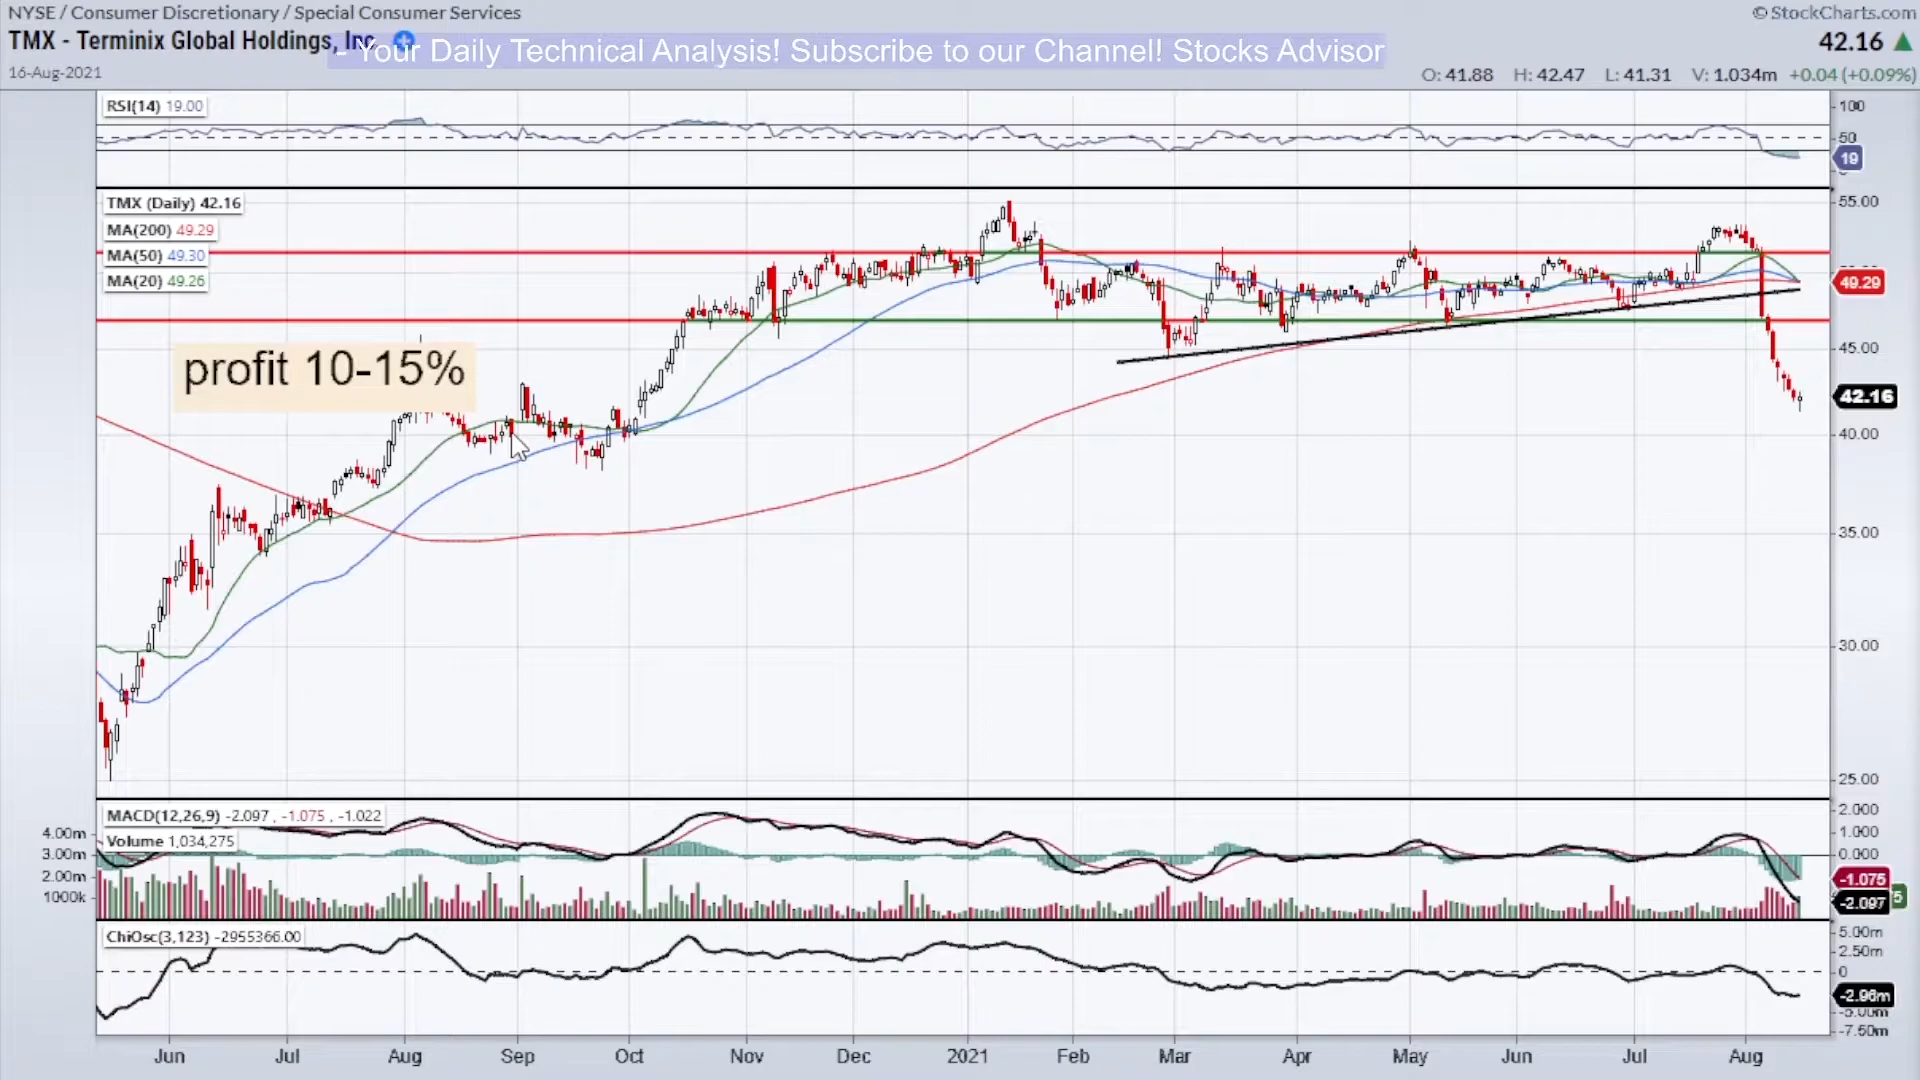 NYSE / Consumer Discretionary / Special Consumer Services
© StockCharts.com
TMX - Terminix Global Holdings, Inc.
- Your Daily Technical Analysis! Subscribe to our Channel! Stocks Advisor
42.16
16-Aug-2021
O: 41.88 H: 42.47 L: 41.31 V: 1.034m +0.04 (+0.09%)
RSI(14) 19.00
100
50
19
0
TMX (Daily) 42.16
MA(200) 49.29
MA(50) 49.30
MA(20) 49.26
55.00
49.29
45.00
42.16
40.00
35.00
30.00
25.00
profit 10-15%
MACD(12,26,9) -2.097, -1.075, -1.022
Volume 1,034,275
4.00m
3.00m
2.00m
1000k
2.000
1.000
0.000
-1.075
-2.097
5
ChiOsc(3,123) -2955366.00
5.00m
2.50m
0
-2.96m
-5.00m
-7.50m
Jun Jul Aug Sep Oct Nov Dec 2021 Feb Mar Apr May Jun Jul Aug